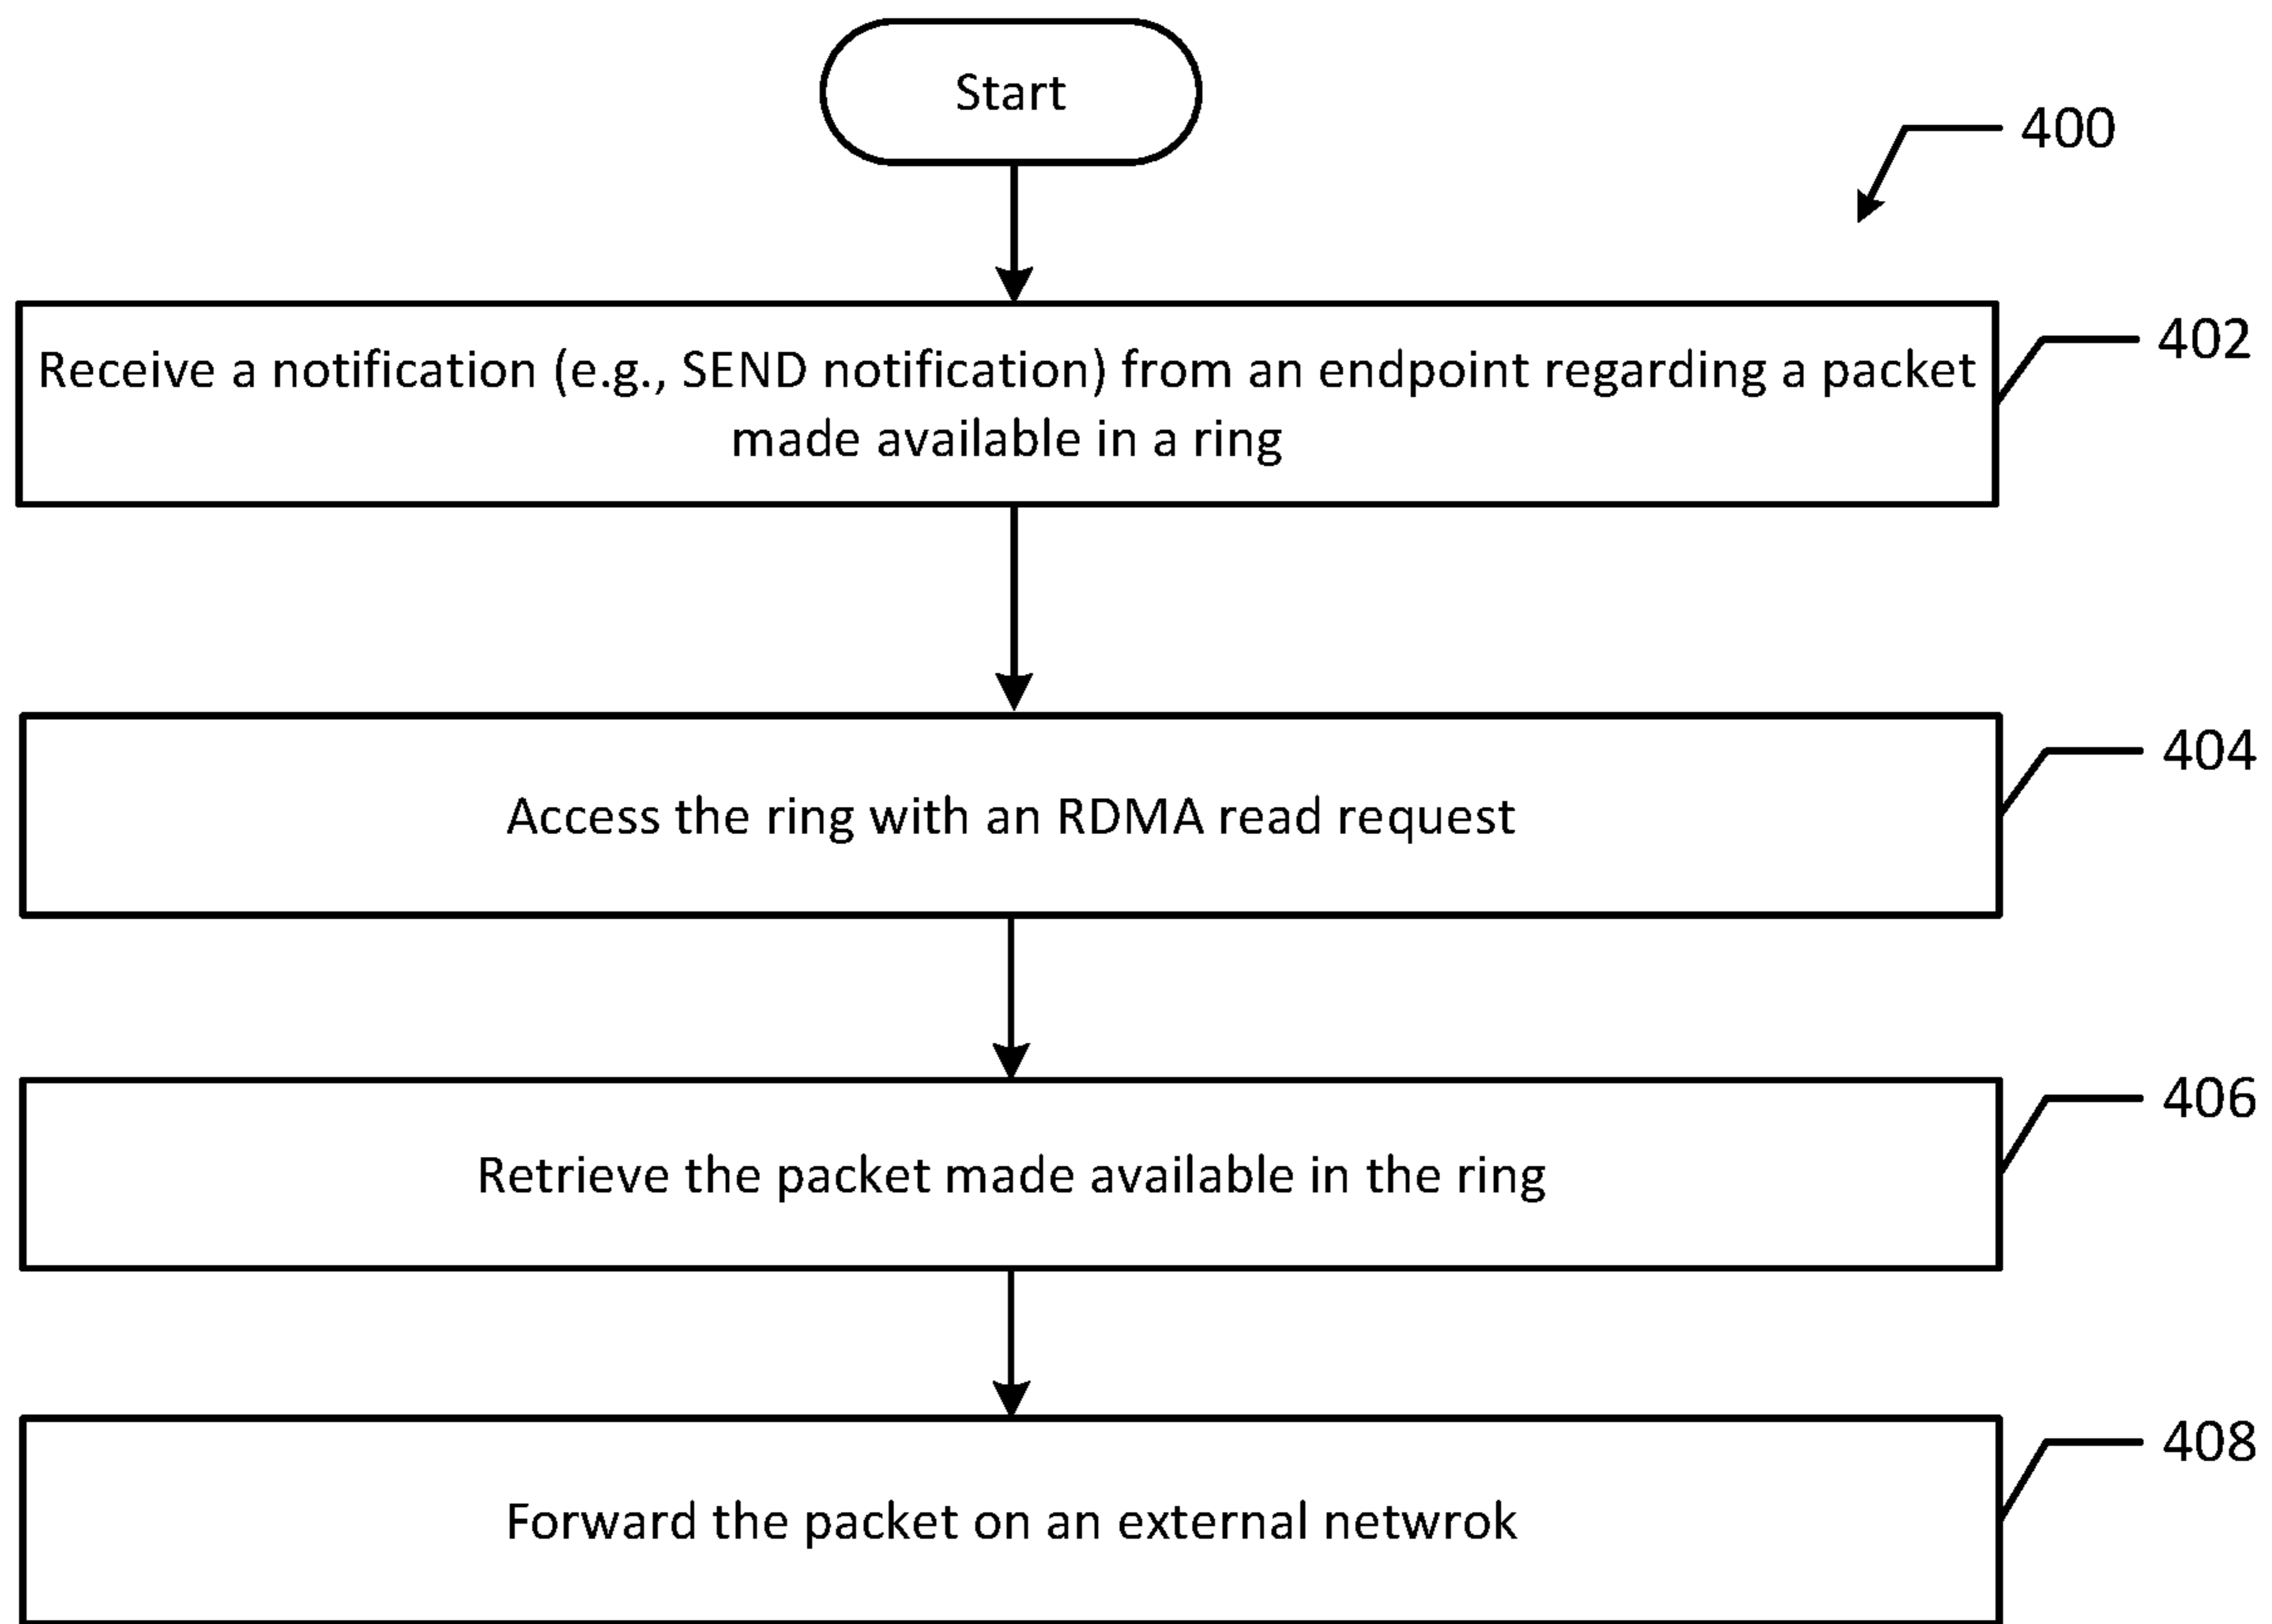 Start
400
Receive a notification (e.g., SEND notification) from an endpoint regarding a packet
made available in a ring
402
Access the ring with an RDMA read request
404
Retrieve the packet made available in the ring
406
Forward the packet on an external netwrok
408